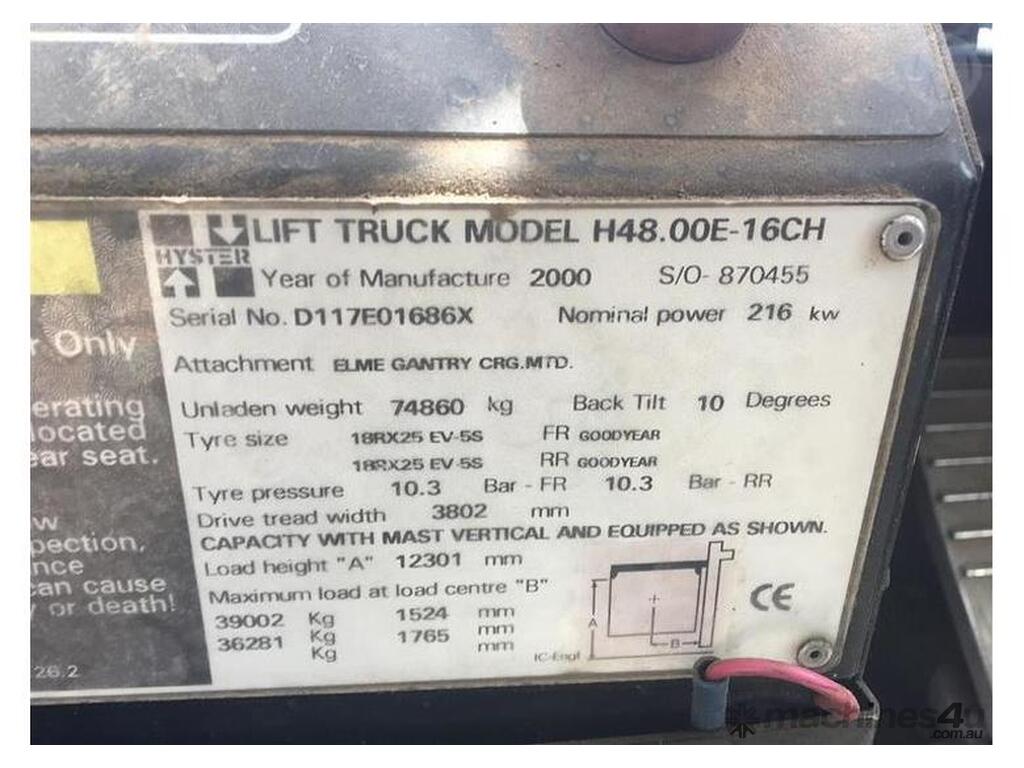 LIFT TRUCK MODEL H48.00E-16CH
HYSTER
Year of Manufacture 2000 S/O- 870455
Serial No. D117E01686X Nominal power 216 kw
Attachment ELME GANTRY CRG.MTD.
Unladen weight 74860 kg Back Tilt 10 Degrees
Tyre size 18RX25 EV-5S FR GOODYEAR
18RX25 EV-5S RR GOODYEAR
Tyre pressure 10.3 Bar - FR 10.3 Bar - RR
Drive tread width 3802 mm
CAPACITY WITH MAST VERTICAL AND EQUIPPED AS SHOWN.
Load height "A" 12301 mm
Maximum load at load centre "B"
39002 Kg 1524 mm
36281 Kg 1765 mm
Kg mm
A
B
IC-Engl
CE
r Only
erating
located
ear seat.
w
pection,
nce
can cause
y or death!
26.2
machines4u
.com.au